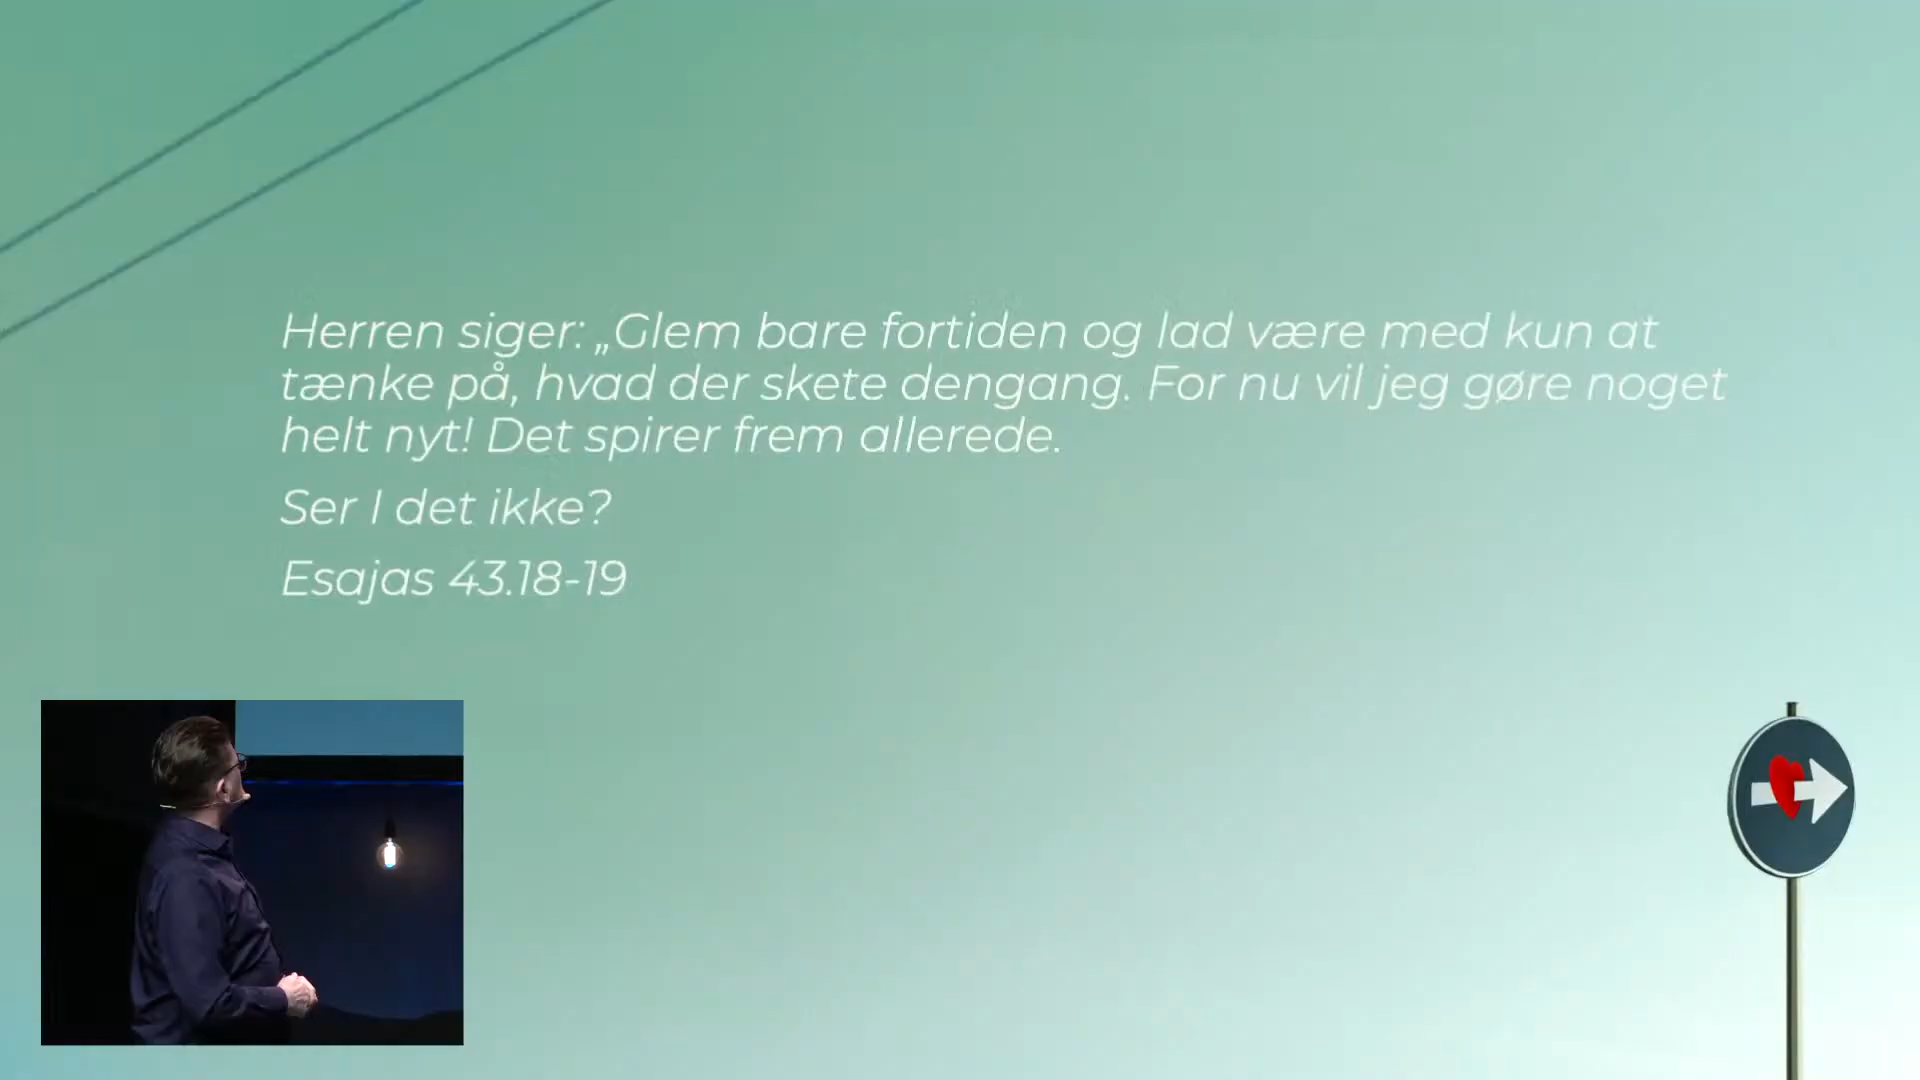 Herren siger: „Glem bare fortiden og lad være med kun at
tænke på, hvad der skete dengang. For nu vil jeg gøre noget
helt nyt! Det spirer frem allerede.
Ser I det ikke?
Esajas 43.18-19